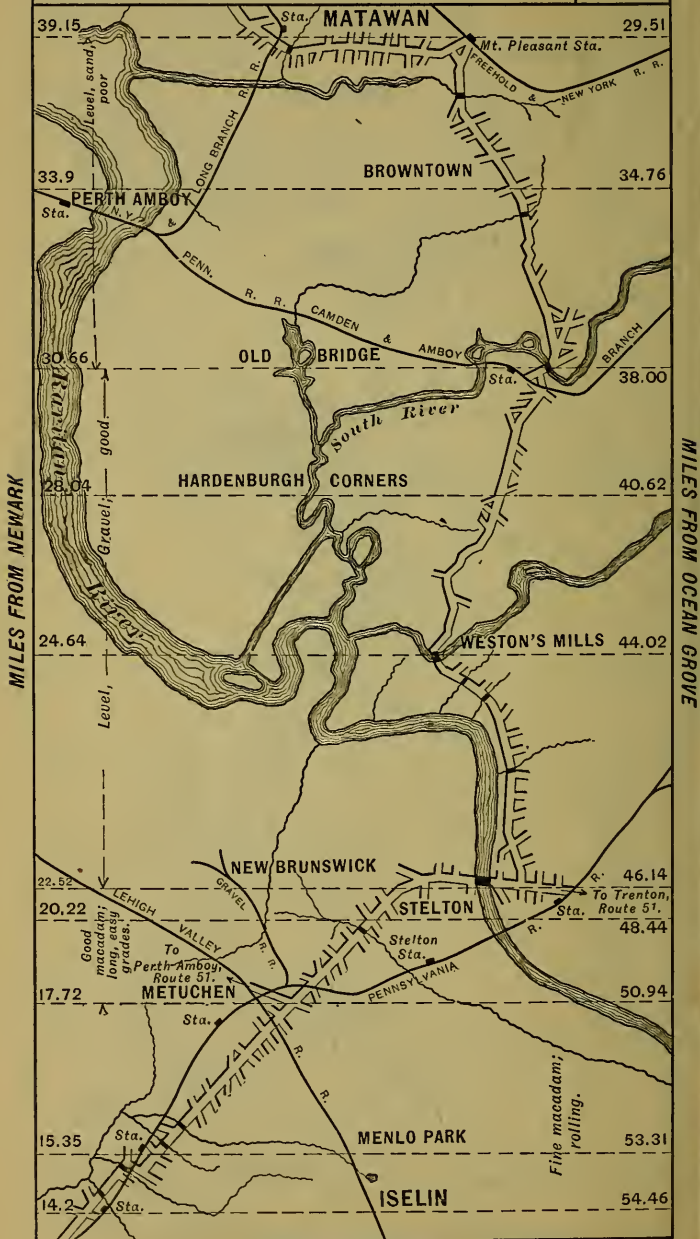 Sta.
MATAWAN
39.15
29.51
Mt. Pleasant Sta.
FREEHOLD & NEW YORK R. R.
Level, sand,
poor
LONG BRANCH R. R.
BROWNTOWN
33.9
34.76
PERTH AMBOY
Sta.
N.Y. &
PENN. R. R.
CAMDEN & AMBOY
BRANCH
30.66
OLD BRIDGE
Sta.
38.00
Raritan
River
South River
good
Gravel;
Level,
HARDENBURGH CORNERS
28.04
40.62
MILES FROM NEWARK
MILES FROM OCEAN GROVE
24.64
WESTON'S MILLS
44.02
NEW BRUNSWICK
22.52
46.14
LEHIGH VALLEY R. R.
GRAVEL R. R.
To Trenton,
Route 51.
20.22
STELTON
Sta.
48.44
Good
macadam;
long, easy
grades.
To
Perth Amboy,
Route 51.
Stelton
Sta.
PENNSYLVANIA R. R.
METUCHEN
17.72
50.94
Sta.
Fine macadam;
rolling.
Sta.
MENLO PARK
15.35
53.31
14.2
Sta.
ISELIN
54.46